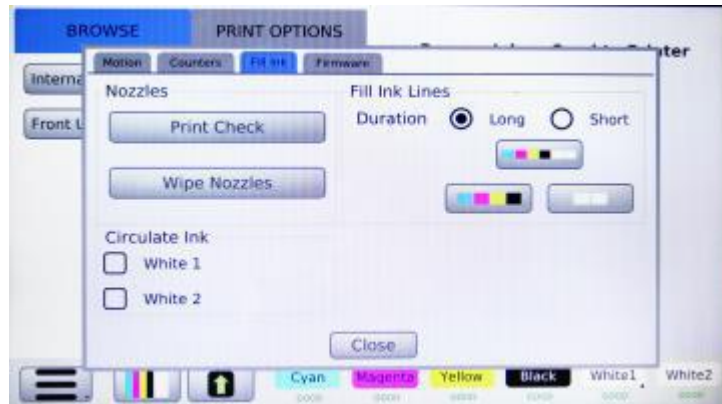 BROWSE PRINT OPTIONS
Motion Counters Fill Ink Firmware
Interna
Nozzles Fill Ink Lines
Duration Long Short
Front L
Print Check
Wipe Nozzles
Circulate Ink
White 1
White 2
Close
Cyan Magenta Yellow Black White1 White2